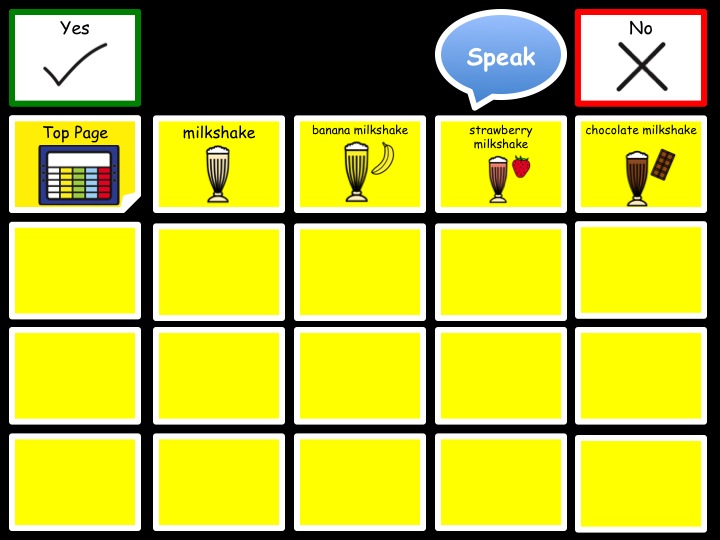 Yes
Speak
No
Top Page
milkshake
banana milkshake
strawberry
milkshake
chocolate milkshake